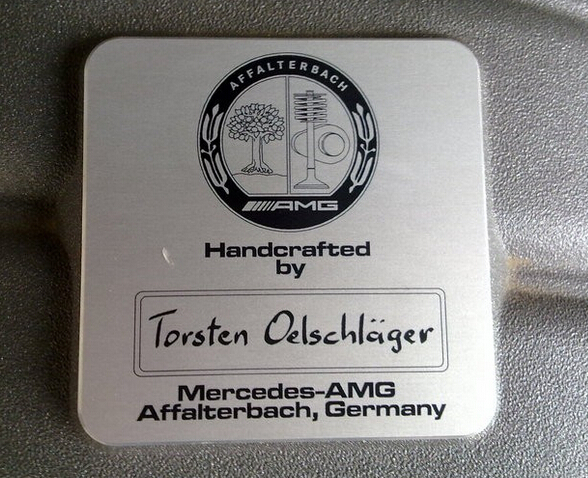 AFFALTERBACH
AMG
Handcrafted
by
Torsten Oelschläger
Mercedes-AMG
Affalterbach, Germany